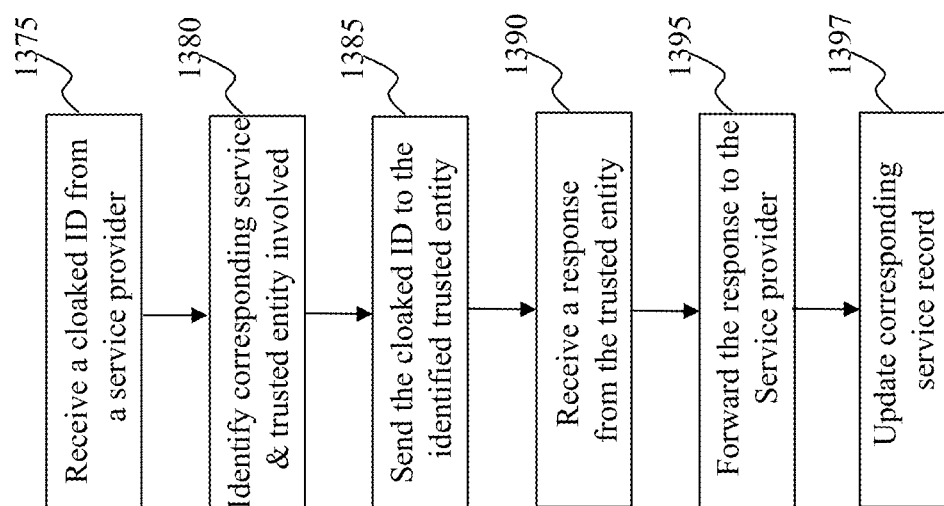 1375
Receive a cloaked ID from
a service provider
1380
Identify corresponding service
& trusted entity involved
1385
Send the cloaked ID to the
identified trusted entity
1390
Receive a response
from the trusted entity
1395
Forward the response to the
Service provider
1397
Update corresponding
service record